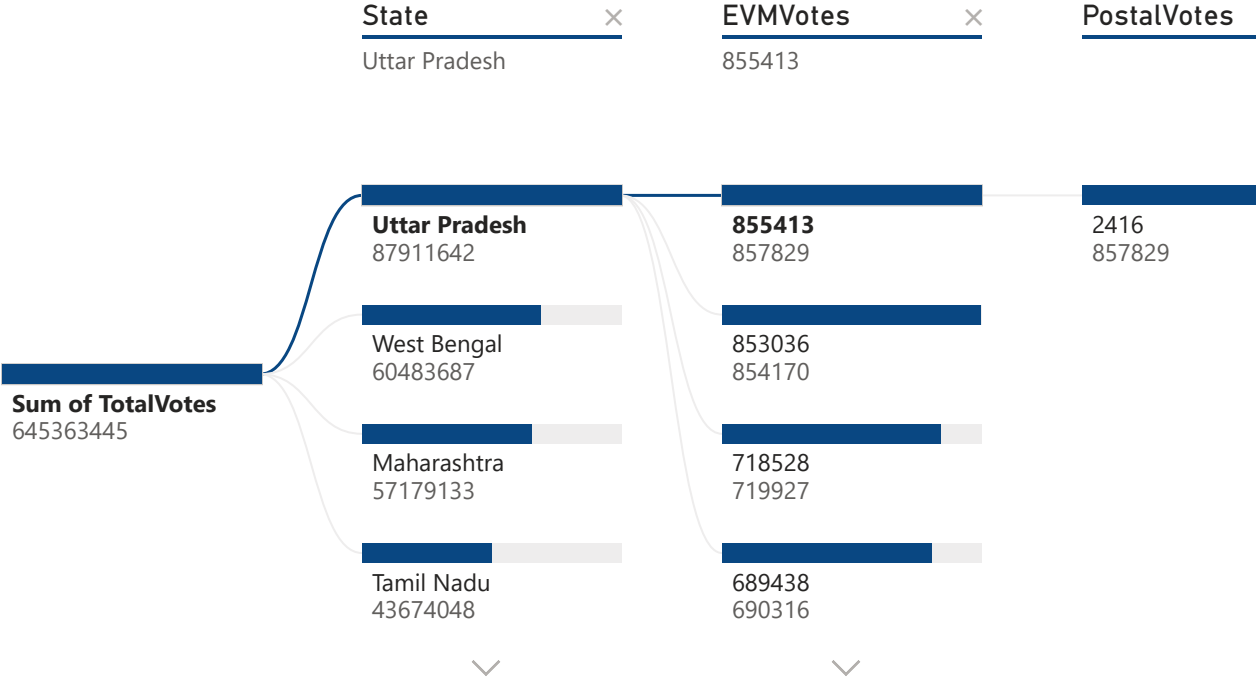 State
EVMVotes
PostalVotes
Uttar Pradesh
855413
Uttar Pradesh
87911642
855413
857829
2416
857829
West Bengal
60483687
853036
854170
Sum of TotalVotes
645363445
Maharashtra
57179133
718528
719927
Tamil Nadu
43674048
689438
690316